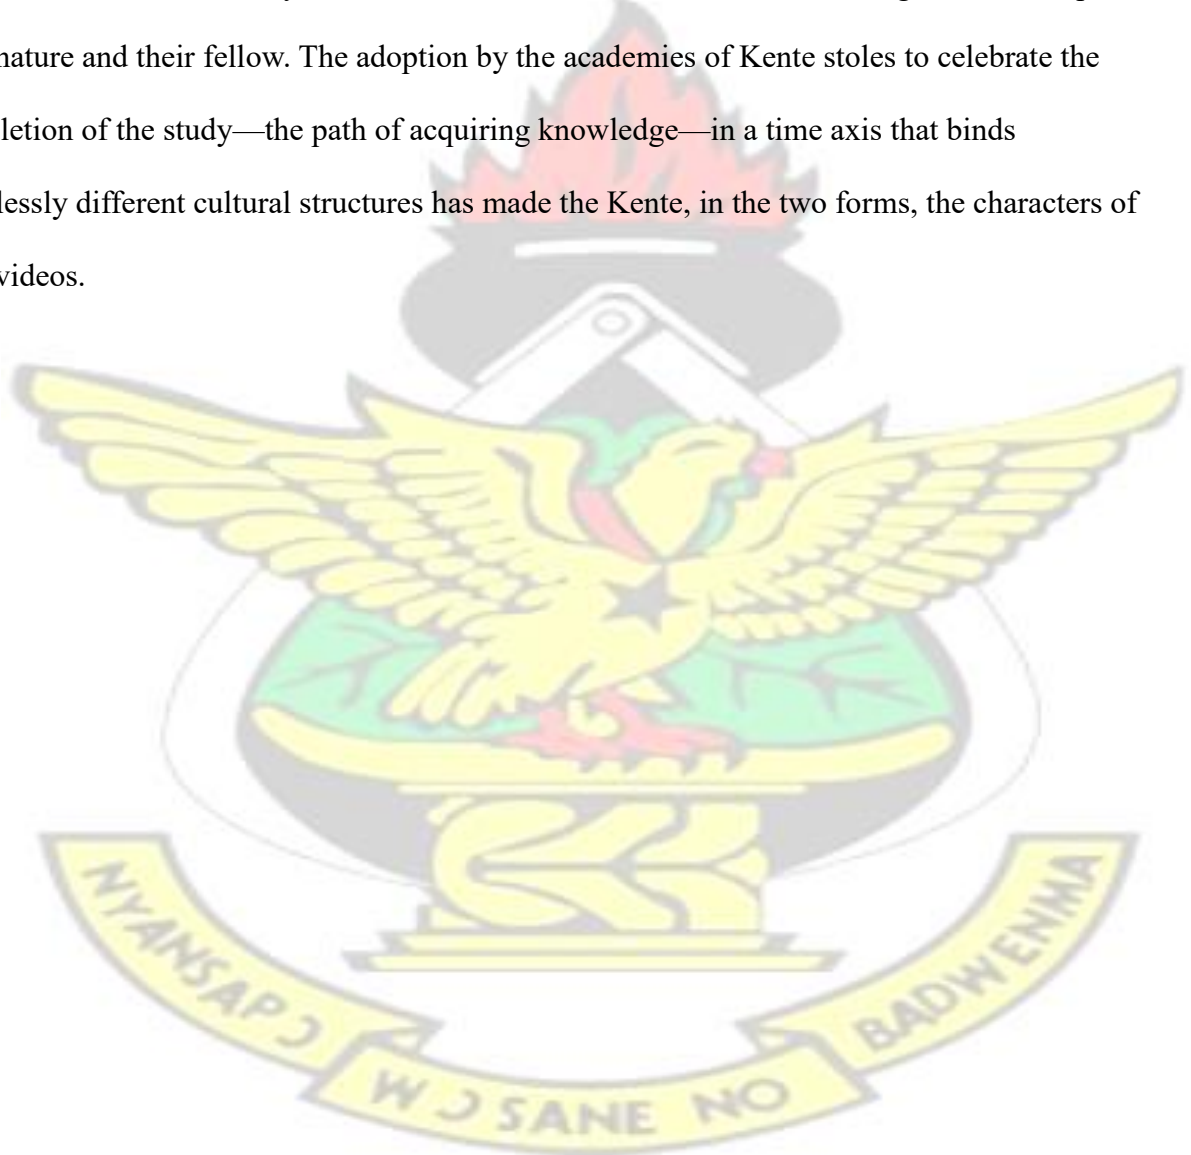 nature and their fellow. The adoption by the academies of Kente stoles to celebrate the
letion of the study—the path of acquiring knowledge—in a time axis that binds
lessly different cultural structures has made the Kente, in the two forms, the characters of
videos.
NYANSAPƆ
WƆSANE NO
BADWENMA